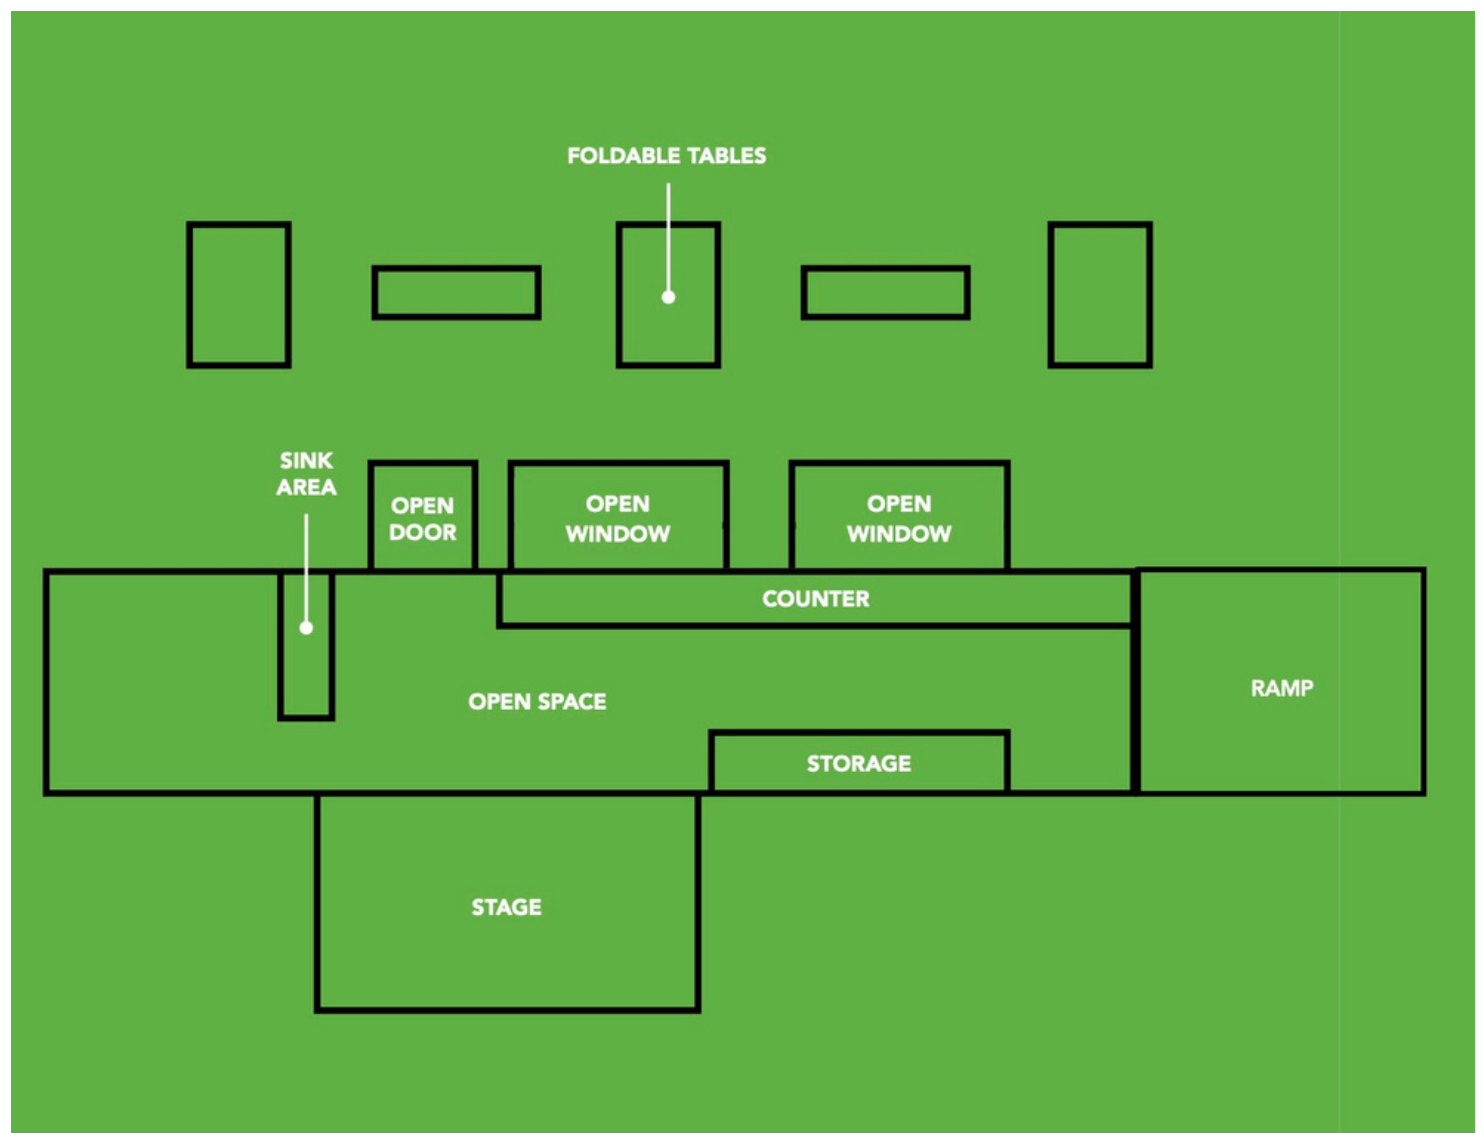 FOLDABLE TABLES
SINK
AREA
OPEN
DOOR
OPEN
WINDOW
OPEN
WINDOW
COUNTER
OPEN SPACE
RAMP
STORAGE
STAGE